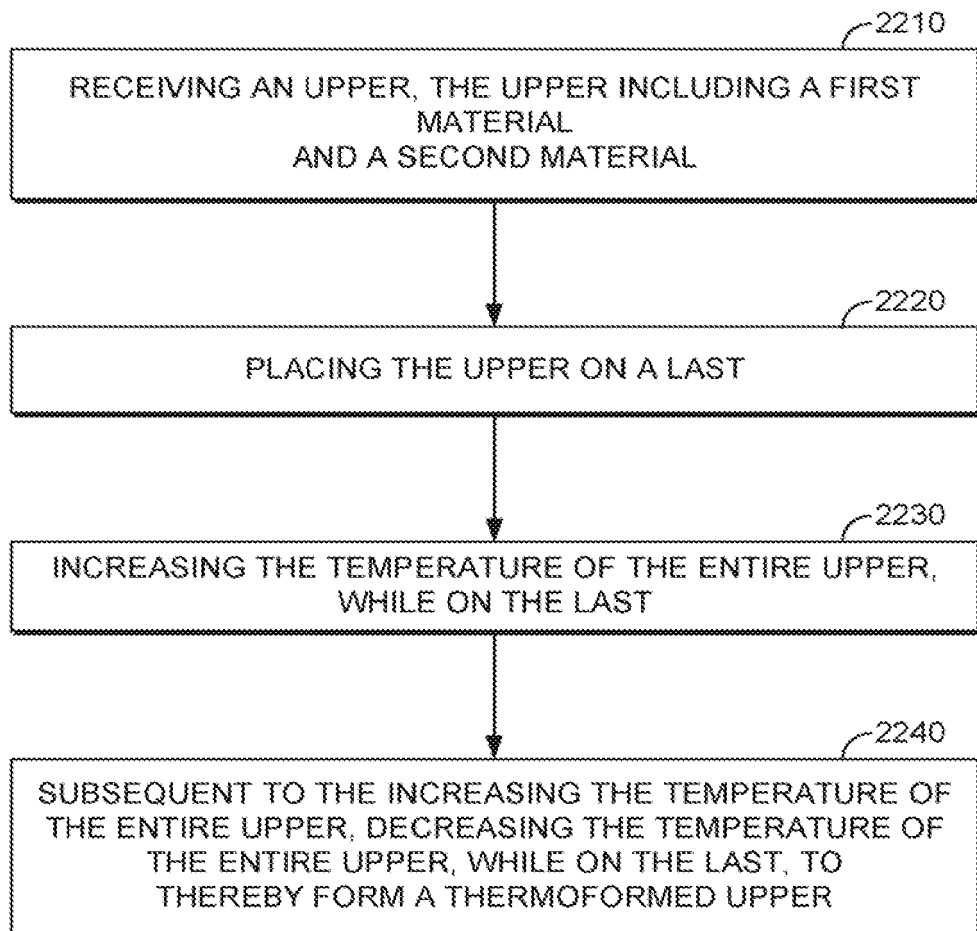 2210
RECEIVING AN UPPER, THE UPPER INCLUDING A FIRST
MATERIAL
AND A SECOND MATERIAL
2220
PLACING THE UPPER ON A LAST
2230
INCREASING THE TEMPERATURE OF THE ENTIRE UPPER,
WHILE ON THE LAST
2240
SUBSEQUENT TO THE INCREASING THE TEMPERATURE OF
THE ENTIRE UPPER, DECREASING THE TEMPERATURE OF
THE ENTIRE UPPER, WHILE ON THE LAST, TO
THEREBY FORM A THERMOFORMED UPPER